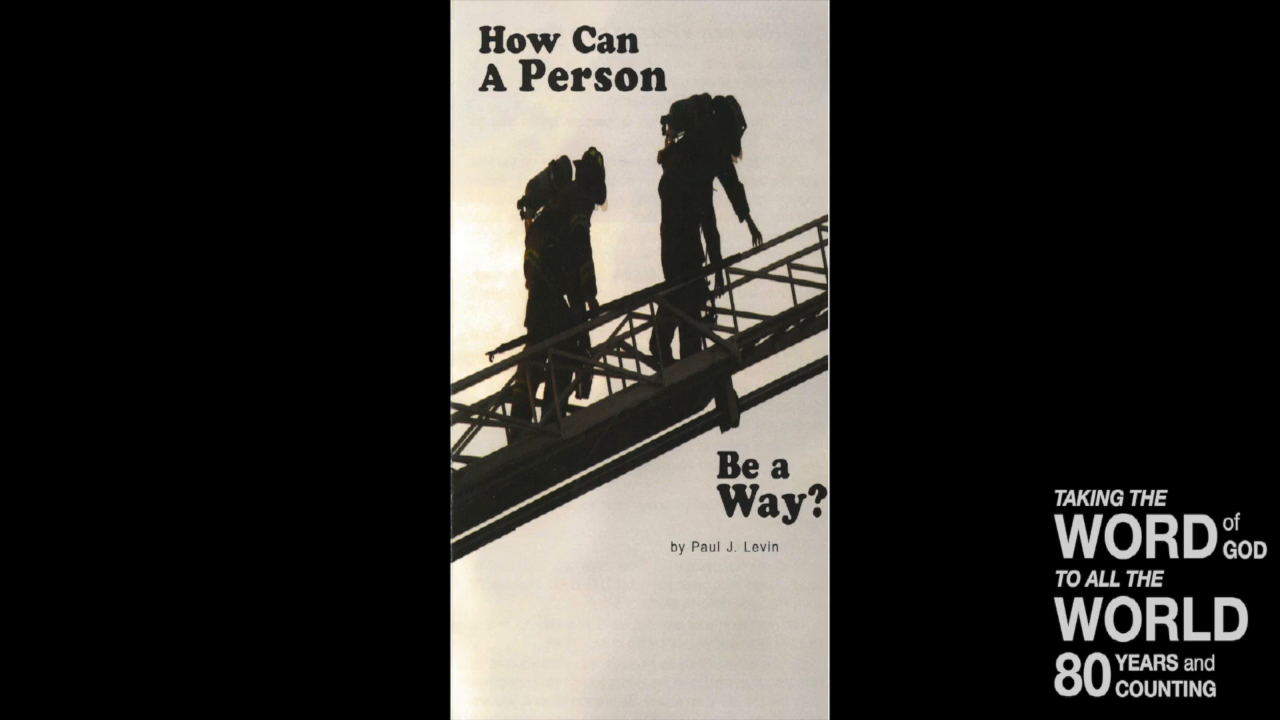 How Can
A Person
Be a
Way?
by Paul J. Levin
TAKING THE
WORD of
GOD
TO ALL THE
WORLD
80 YEARS and
COUNTING